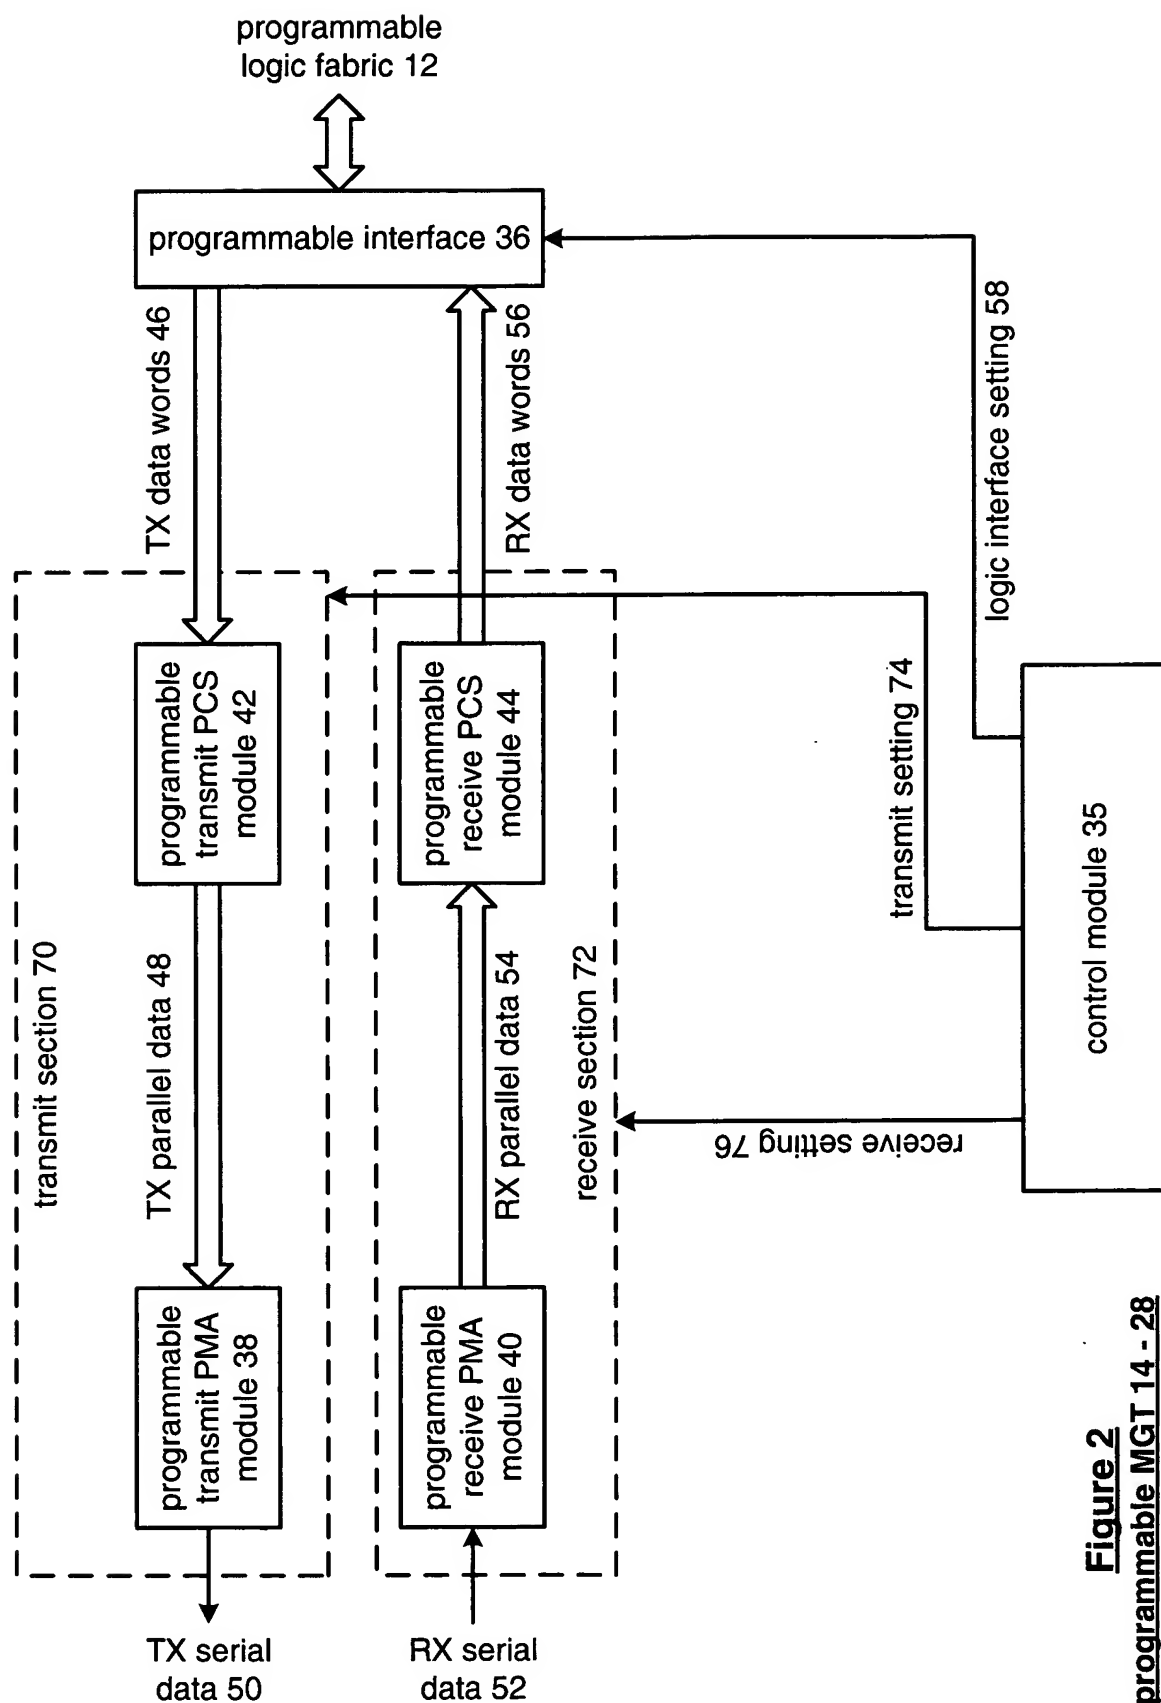 programmable
logic fabric 12
programmable interface 36
TX data words 46
RX data words 56
logic interface setting 58
transmit section 70
programmable
transmit PCS
module 42
programmable
receive PCS
module 44
transmit setting 74
TX parallel data 48
RX parallel data 54
receive section 72
receive setting 76
control module 35
programmable
transmit PMA
module 38
programmable
receive PMA
module 40
TX serial
data 50
RX serial
data 52
Figure 2
programmable MGT 14 - 28